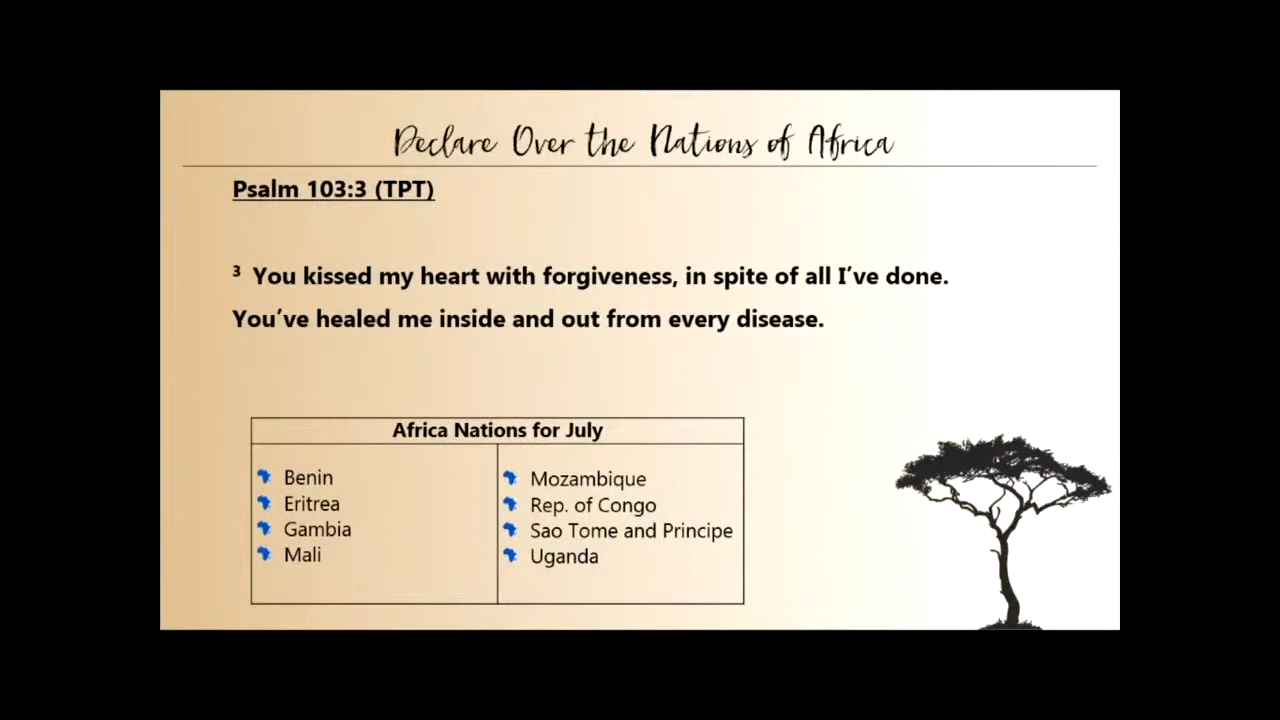 Declare Over the Nations of Africa
Psalm 103:3 (TPT)
3 You kissed my heart with forgiveness, in spite of all I’ve done.
You’ve healed me inside and out from every disease.
Africa Nations for July
Benin
Eritrea
Gambia
Mali
Mozambique
Rep. of Congo
Sao Tome and Principe
Uganda